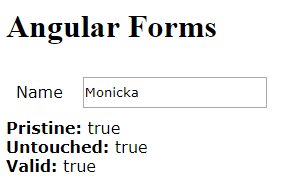 Angular Forms
Name Monicka
Pristine: true
Untouched: true
Valid: true